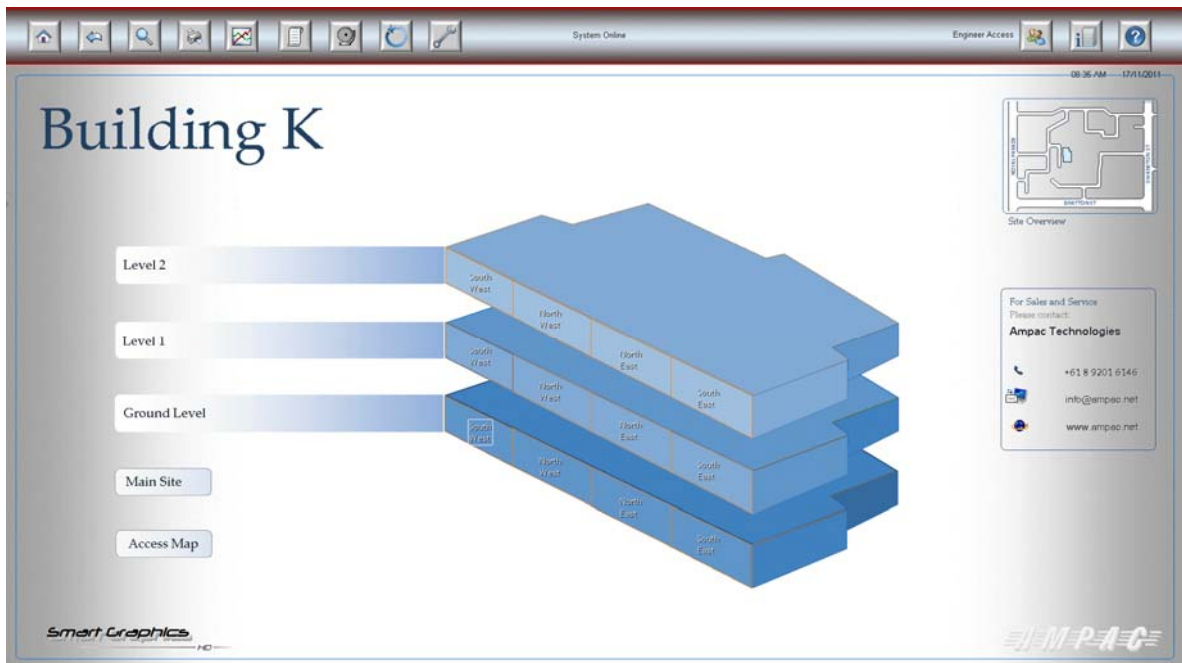 System Online
Engineer Access
08:35 AM 17/11/2011
Building K
Site Overview
Level 2
South
West
North
West
North
East
South
East
Level 1
South
West
North
West
North
East
South
East
Ground Level
South
West
North
West
North
East
South
East
Main Site
Access Map
For Sales and Service
Please contact:
Ampac Technologies
+61 8 9201 6146
info@ampac.net
www.ampac.net
Smart Graphics
HD
AMPAC